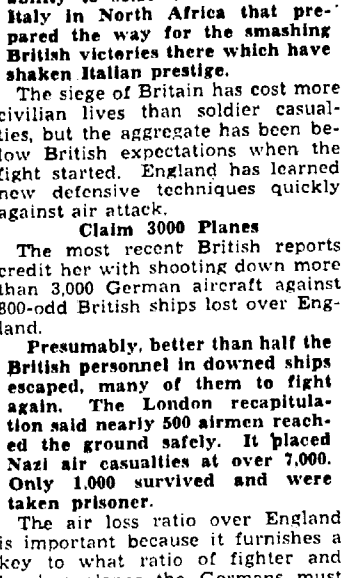 Italy in North Africa that pre-
pared the way for the smashing
British victories there which have
shaken Italian prestige.
The siege of Britain has cost more
civilian lives than soldier casual-
ties, but the aggregate has been be-
low British expectations when the
fight started. England has learned
new defensive techniques quickly
against air attack.
Claim 3000 Planes
The most recent British reports
credit her with shooting down more
than 3,000 German aircraft against
800-odd British ships lost over Eng-
land.
Presumably, better than half the
British personnel in downed ships
escaped, many of them to fight
again. The London recapitula-
tion said nearly 500 airmen reach-
ed the ground safely. It placed
Nazi air casualties at over 7,000.
Only 1,000 survived and were
taken prisoner.
The air loss ratio over England
is important because it furnishes a
key to what ratio of fighter and
the Germans must